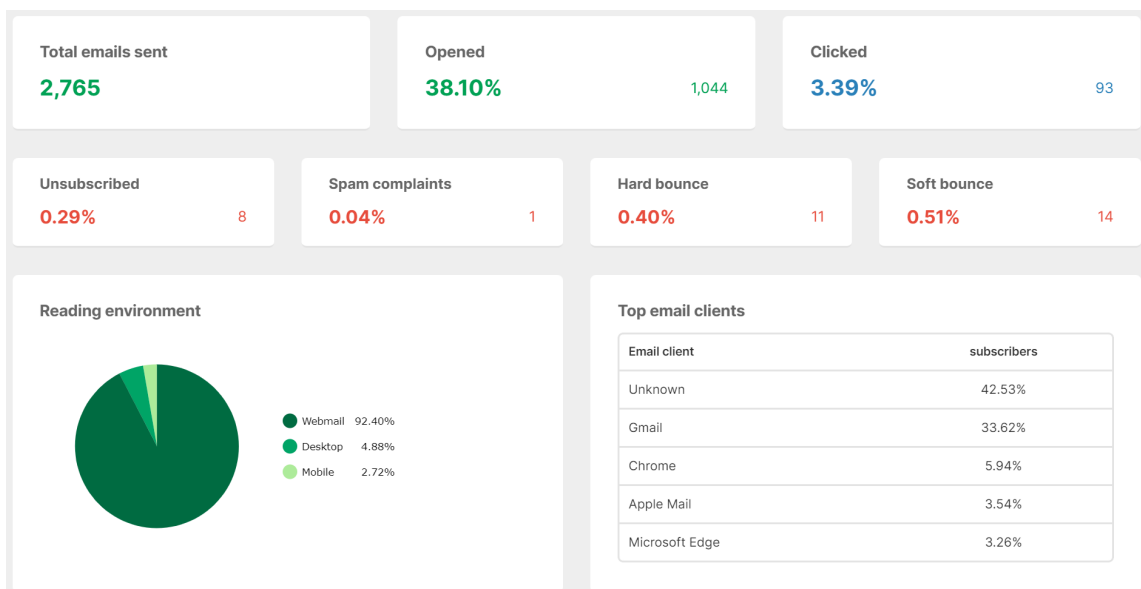 Total emails sent
2,765
Opened
38.10% 1,044
Clicked
3.39% 93
Unsubscribed
0.29% 8
Spam complaints
0.04% 1
Hard bounce
0.40% 11
Soft bounce
0.51% 14
Reading environment
Webmail 92.40%
Desktop 4.88%
Mobile 2.72%
Top email clients
Email client subscribers
Unknown 42.53%
Gmail 33.62%
Chrome 5.94%
Apple Mail 3.54%
Microsoft Edge 3.26%